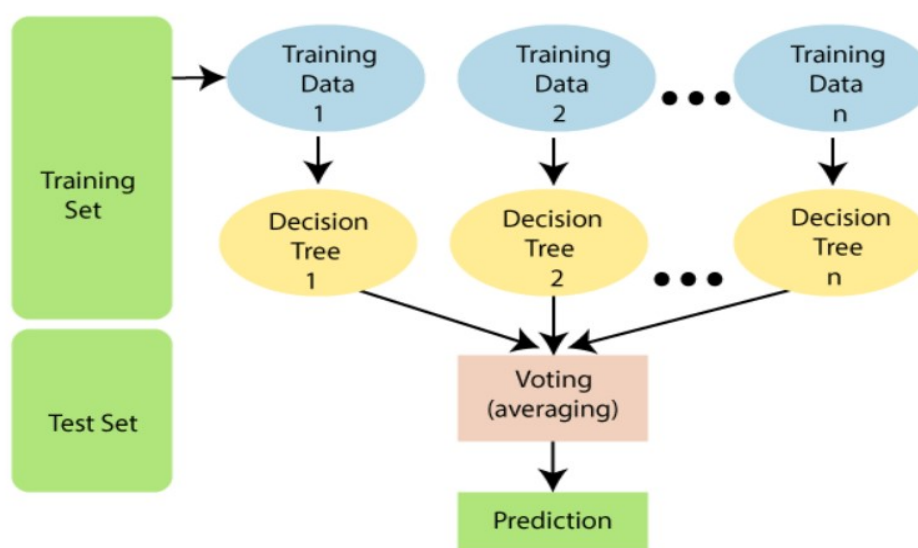 Training
Set
Test Set
Training
Data
1
Training
Data
2
Training
Data
n
Decision
Tree
1
Decision
Tree
2
Decision
Tree
n
Voting
(averaging)
Prediction